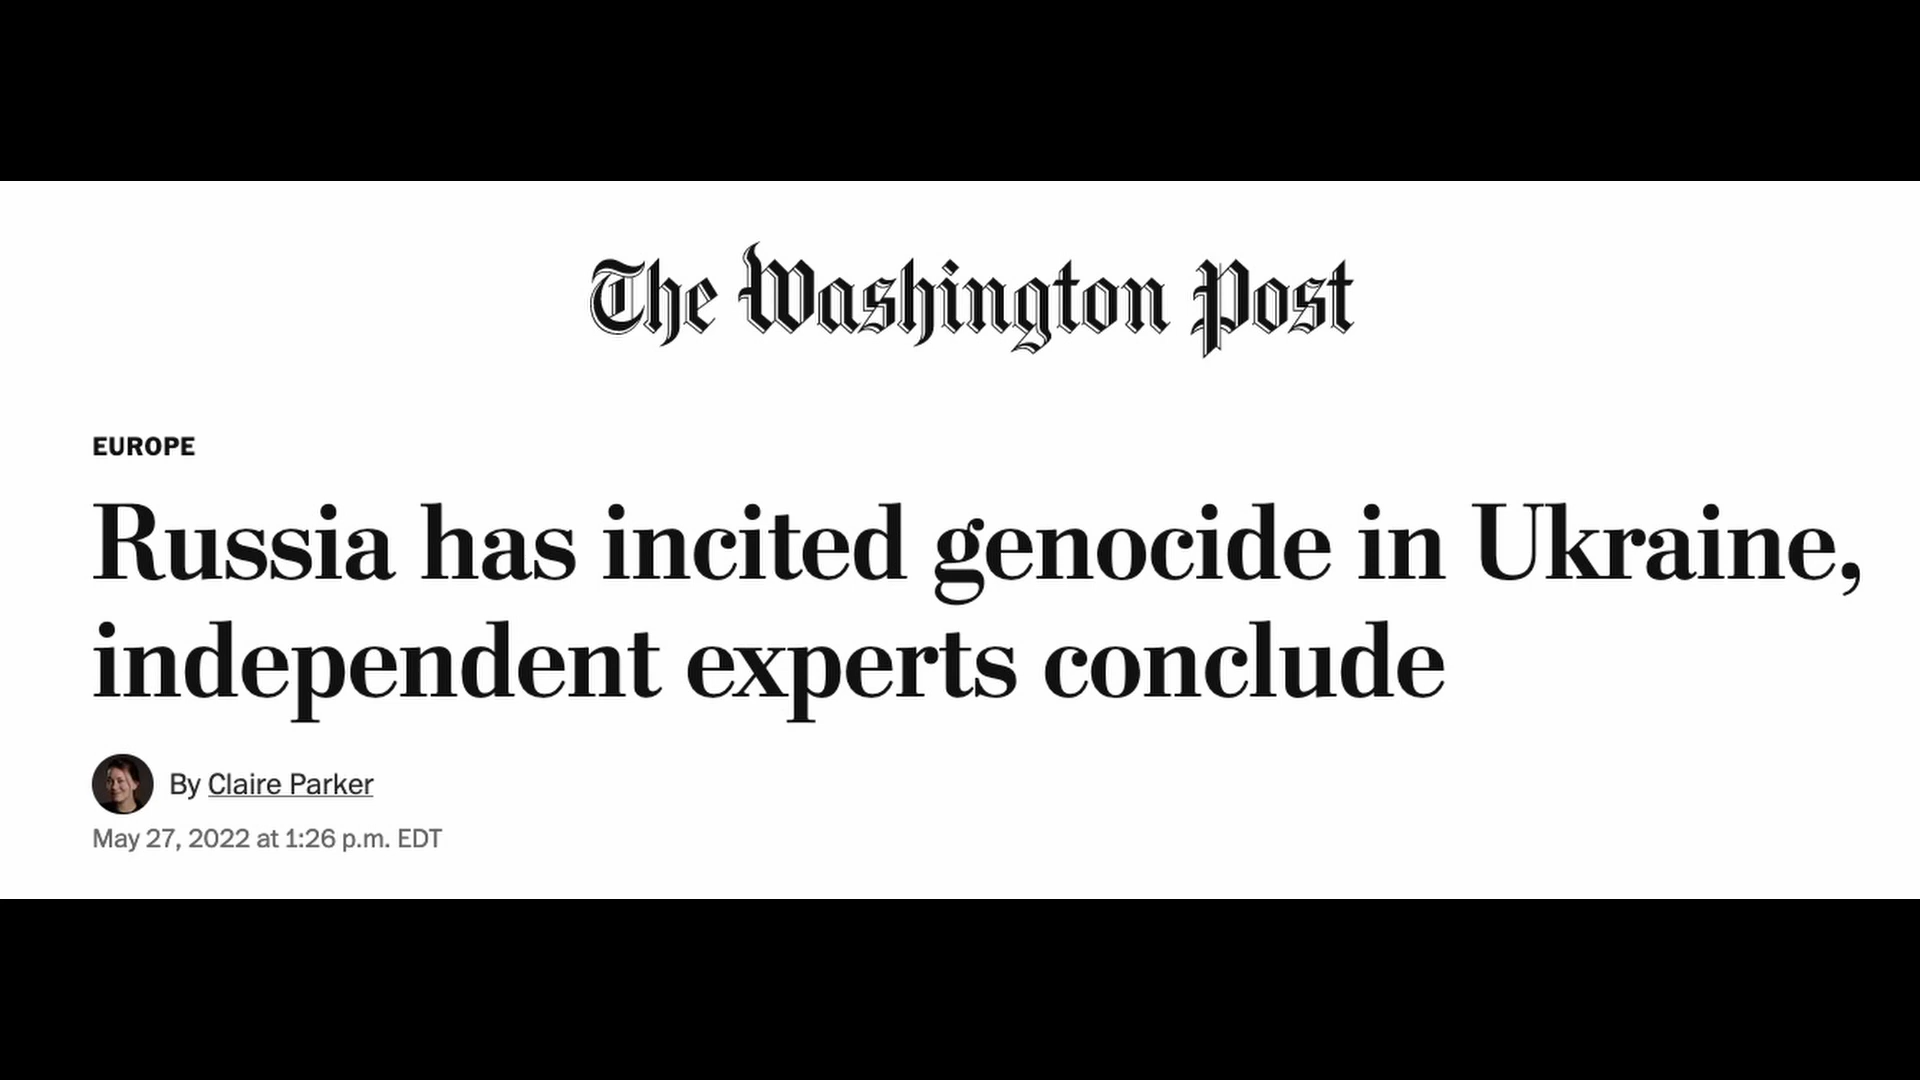 The Washington Post
EUROPE
Russia has incited genocide in Ukraine,
independent experts conclude
By Claire Parker
May 27, 2022 at 1:26 p.m. EDT